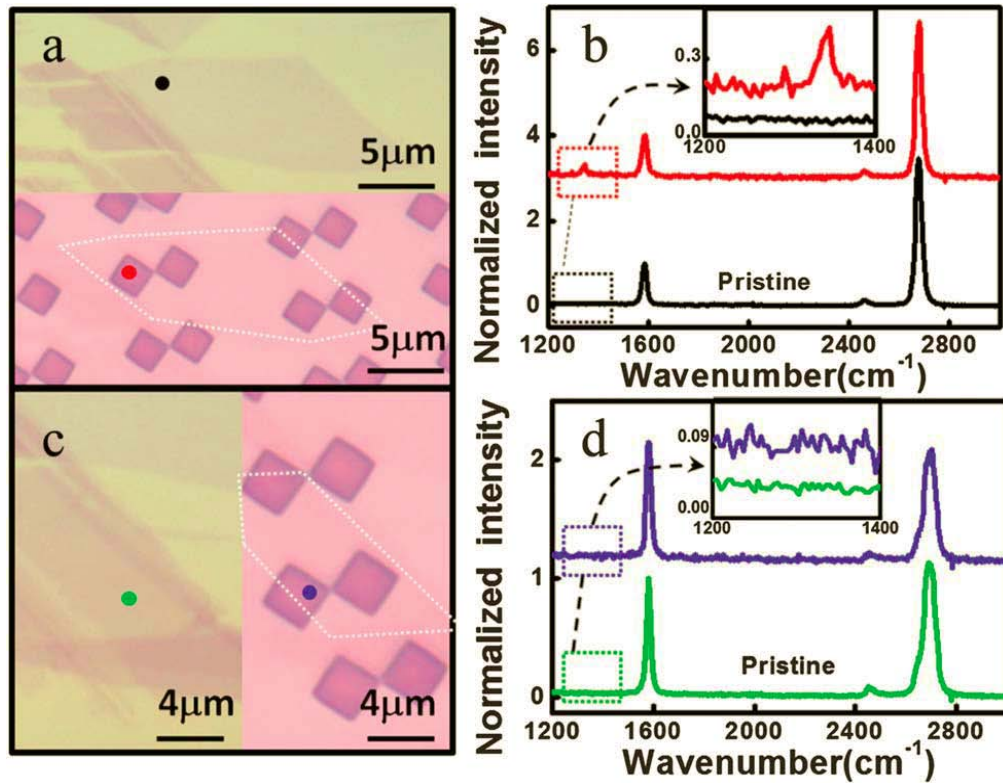 a
5μm
5μm
b
Normalized intensity
6
4
2
0
0.3
0.0
1200
1400
Pristine
1200
1600
2000
2400
2800
Wavenumber(cm⁻¹)
c
4μm
4μm
d
Normalized intensity
2
1
0
0.09
0.00
1200
1400
Pristine
1200
1600
2000
2400
2800
Wavenumber(cm⁻¹)